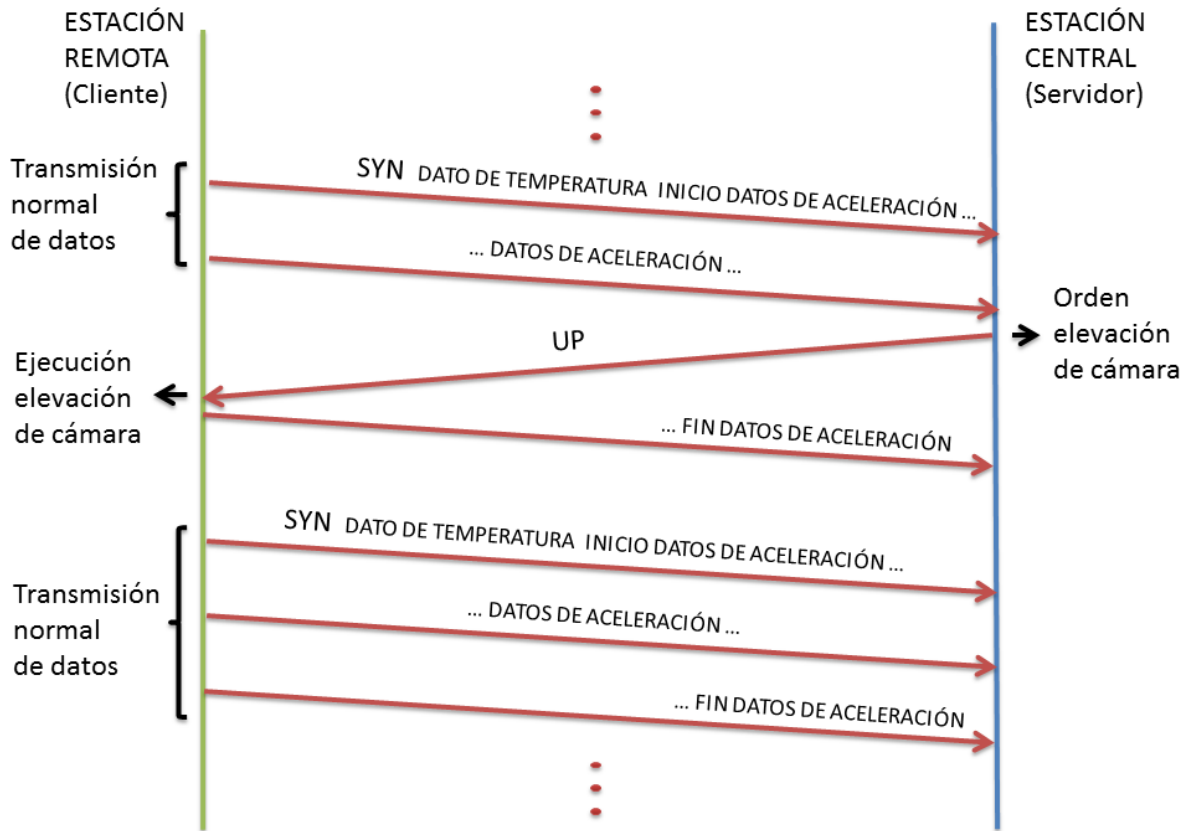 ESTACIÓN
REMOTA
(Cliente)
ESTACIÓN
CENTRAL
(Servidor)
Transmisión
normal
de datos
SYN DATO DE TEMPERATURA INICIO DATOS DE ACELERACIÓN ...
... DATOS DE ACELERACIÓN ...
Orden
elevación
de cámara
UP
Ejecución
elevación
de cámara
... FIN DATOS DE ACELERACIÓN
SYN DATO DE TEMPERATURA INICIO DATOS DE ACELERACIÓN ...
Transmisión
normal
de datos
... DATOS DE ACELERACIÓN ...
... FIN DATOS DE ACELERACIÓN